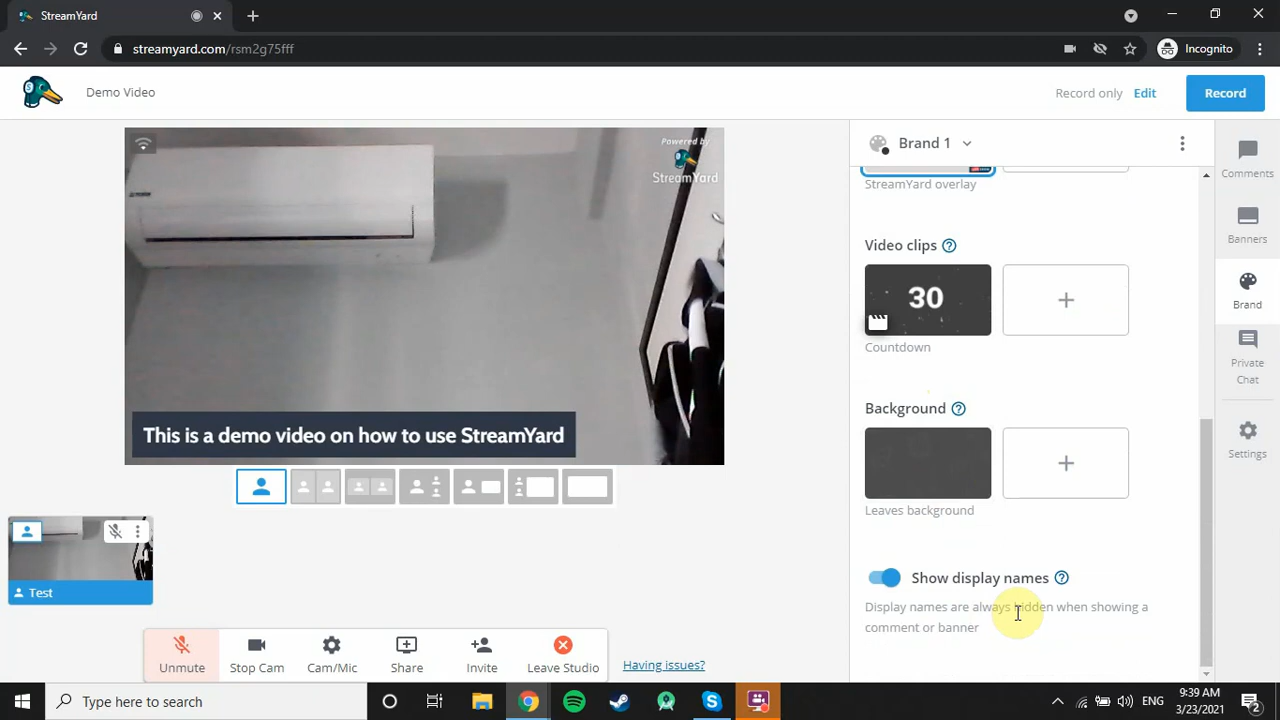 StreamYard
streamyard.com/rsm2g75fff
Incognito
Demo Video
Record only Edit Record
Powered by
StreamYard
This is a demo video on how to use StreamYard
Test
Unmute Stop Cam Cam/Mic Share Invite Leave Studio Having issues?
Brand 1
StreamYard overlay
Video clips
30
Countdown
Background
Leaves background
Show display names
Display names are always hidden when showing a
comment or banner
Comments
Banners
Brand
Private
Chat
Settings
Type here to search
ENG
9:39 AM
3/23/2021
2